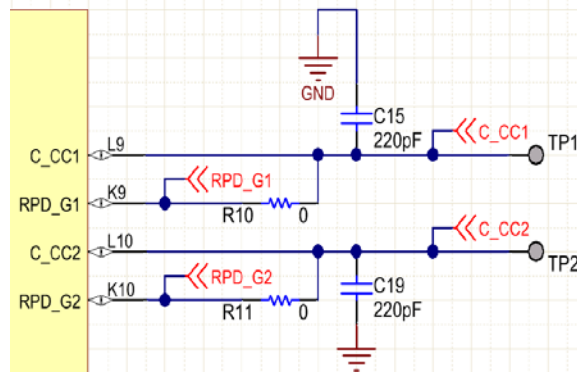 GND
C15
220pF
C_CC1
TP1
C_CC1
L9
RPD_G1
K9
RPD_G1
R10
0
C_CC2
TP2
C_CC2
L10
RPD_G2
K10
RPD_G2
R11
0
C19
220pF